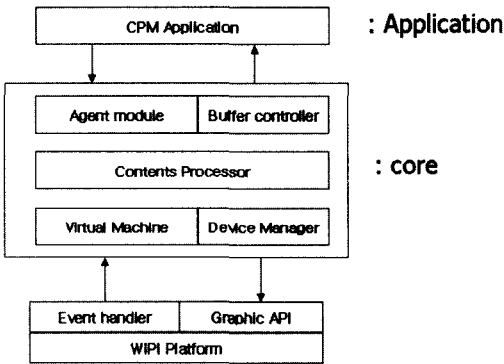 CPM Application
: Application
Agent module
Buffer controller
Contents Processor
: core
Virtual Machine
Device Manager
Event handler
Graphic API
WIPI Platform